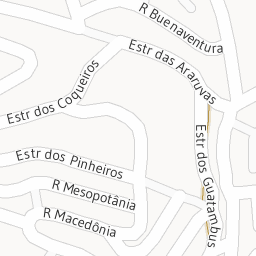 R Buenaventura
Estr das Araruvas
Estr dos Coqueiros
Estr dos Guatambus
Estr dos Pinheiros
R Mesopotânia
R Macedônia